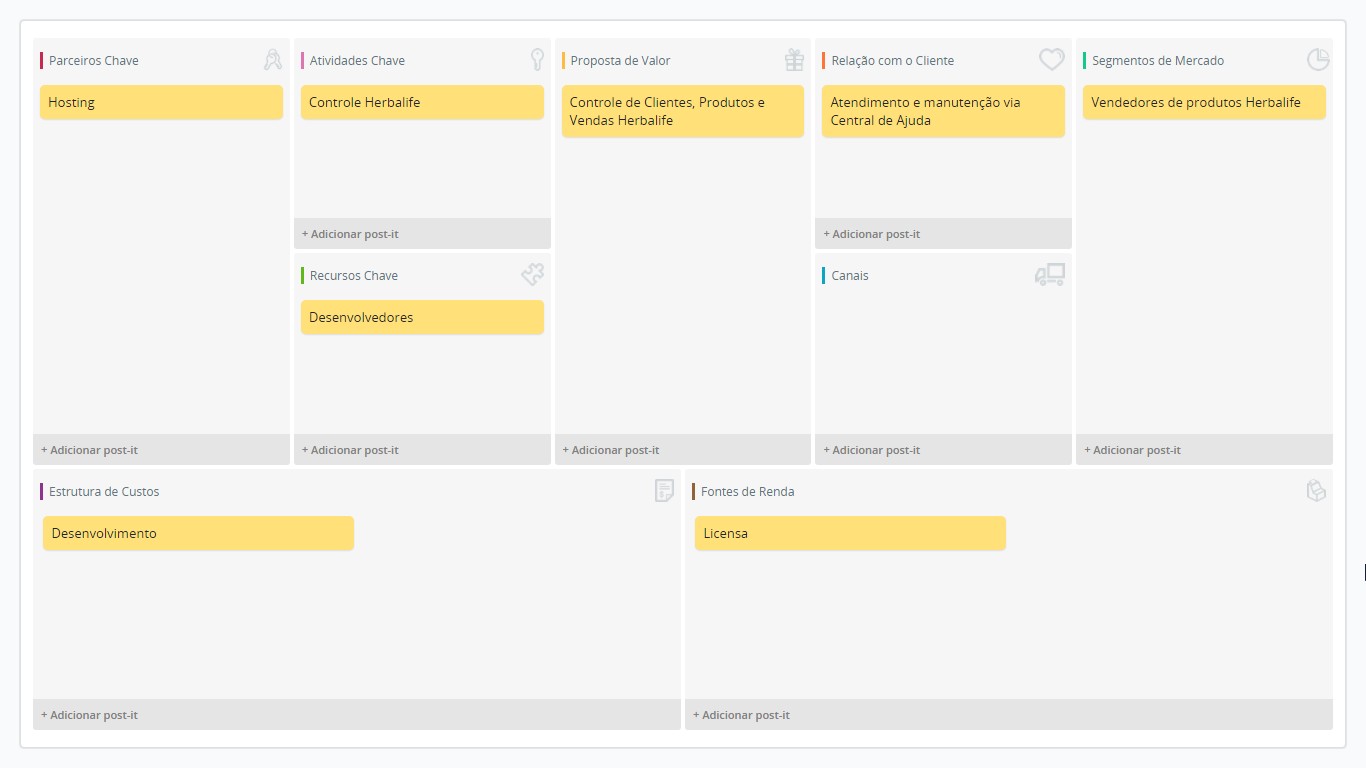 Parceiros Chave
Hosting
+ Adicionar post-it
Atividades Chave
Controle Herbalife
+ Adicionar post-it
Recursos Chave
Desenvolvedores
+ Adicionar post-it
Proposta de Valor
Controle de Clientes, Produtos e
Vendas Herbalife
+ Adicionar post-it
Relação com o Cliente
Atendimento e manutenção via
Central de Ajuda
+ Adicionar post-it
Canais
+ Adicionar post-it
Segmentos de Mercado
Vendedores de produtos Herbalife
+ Adicionar post-it
Estrutura de Custos
Desenvolvimento
+ Adicionar post-it
Fontes de Renda
Licensa
+ Adicionar post-it